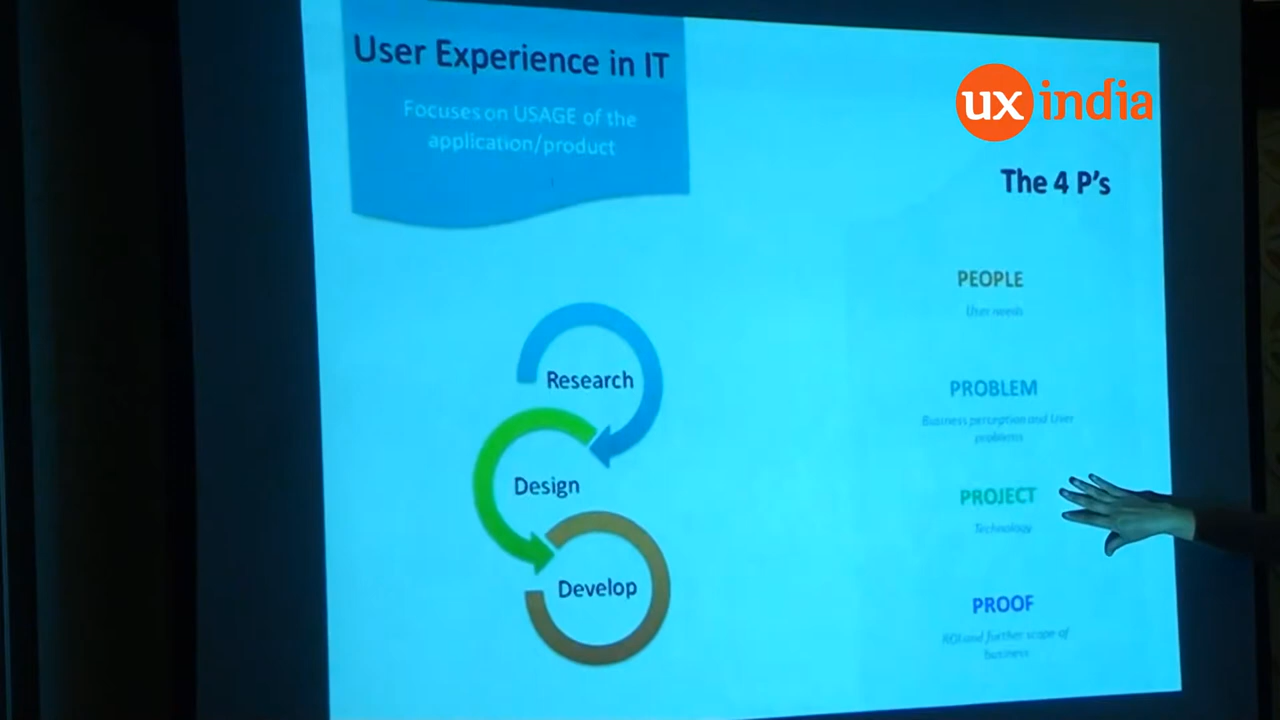 User Experience in IT
Focuses on USAGE of the
application/product
ux india
The 4 P's
PEOPLE
User needs
PROBLEM
Business perception and User
problems
PROJECT
Technology
PROOF
ROI and further scope of
business
Research
Design
Develop